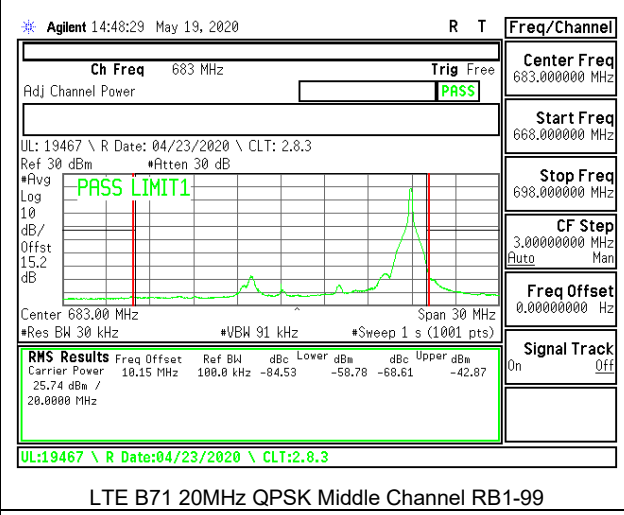 Agilent 14:48:29 May 19, 2020 R T
Freq/Channel
Ch Freq 683 MHz Trig Free
Adj Channel Power PASS
UL: 19467 \ R Date: 04/23/2020 \ CLT: 2.8.3
Ref 30 dBm #Atten 30 dB
#Avg
Log
10
dB/
Offst
15.2
dB
PASS LIMIT1
Center 683.00 MHz Span 30 MHz
#Res BW 30 kHz #VBW 91 kHz #Sweep 1 s (1001 pts)
RMS Results Freq Offset Ref BW dBc Lower dBm dBc Upper dBm
Carrier Power 10.15 MHz 100.0 kHz -84.53 -58.78 -68.61 -42.87
25.74 dBm /
20.0000 MHz
UL:19467 \ R Date:04/23/2020 \ CLT:2.8.3
Center Freq
683.000000 MHz
Start Freq
668.000000 MHz
Stop Freq
698.000000 MHz
CF Step
3.00000000 MHz
Auto Man
Freq Offset
0.00000000 Hz
Signal Track
On Off
LTE B71 20MHz QPSK Middle Channel RB1-99